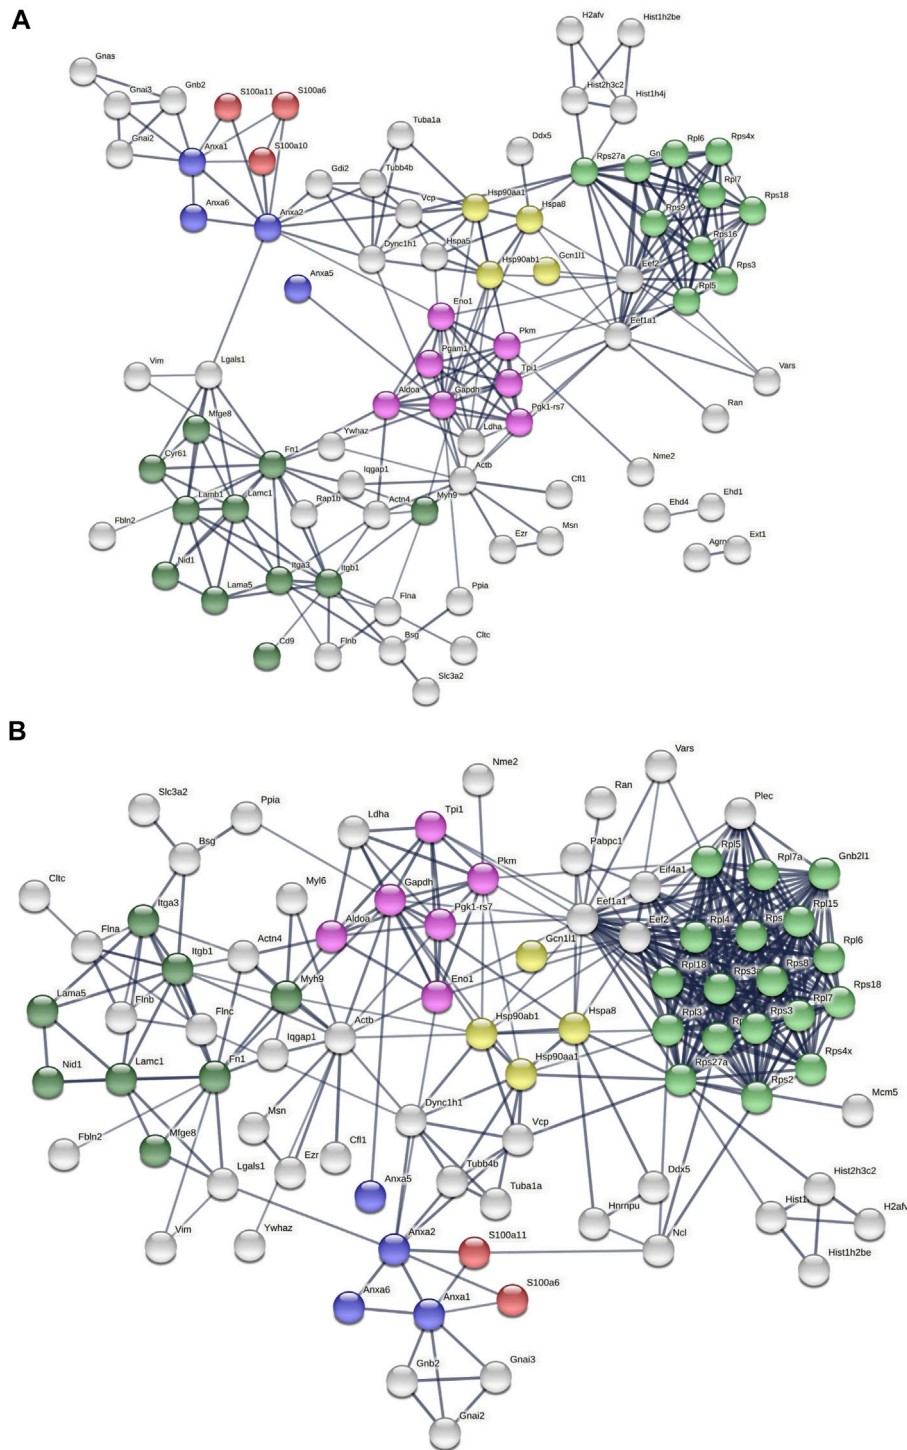 A
H2afv
Hist1h2be
Gnas
Gnai3
Gnb2
S100a11
S100a6
Hist2h3c2
Hist1h4j
Tuba1a
Ddx5
Rpl6
Rps4x
Gnai2
Anxa1
S100a10
Gdi2
Tubb4b
Rps27a
Rpl7
Rps18
Anxa6
Anxa2
Vcp
Hsp90aa1
Hspa8
Rps9
Rps16
Dync1h1
Hspa5
Hsp90ab1
Gcn1l1
Eef2
Rps3
Anxa5
Rpl5
Eno1
Eef1a1
Pkm
Pgam1
Vim
Lgals1
Tpi1
Vars
Aldoa
Gapdh
Pgk1-rs7
Ran
Mfge8
Ywhaz
Ldha
Cyr61
Fn1
Iqgap1
Actb
Nme2
Lamb1
Lamc1
Rap1b
Actn4
Myh9
Cfl1
Ehd4
Ehd1
Fbln2
Ezr
Msn
Agrn
Ext1
Nid1
Lama5
Itga3
Itgb1
Flna
Ppia
Cd9
Flnb
Bsg
Cltc
Slc3a2
B
Vars
Nme2
Slc3a2
Ppia
Ldha
Tpi1
Ran
Plec
Bsg
Pabpc1
Rpl5
Rpl7a
Gnb2l1
Cltc
Myl6
Gapdh
Pkm
Eif4a1
Itga3
Aldoa
Pgk1-rs7
Eef1a1
Rpl4
Rps
Rpl15
Flna
Actn4
Gcn1l1
Eef2
Rpl6
Itgb1
Myh9
Eno1
Rpl18
Rps3a
Rps8
Lama5
Flnb
Flnc
Actb
Hsp90ab1
Hspa8
Rpl3
Rps3
Rpl7
Rps18
Iqgap1
Nid1
Lamc1
Fn1
Hsp90aa1
Rps27a
Rps4x
Rps2
Dync1h1
Mcm5
Fbln2
Mfge8
Msn
Ezr
Cfl1
Vcp
Lgals1
Anxa5
Tubb4b
Tuba1a
Ddx5
Hist2h3c2
Hnrnpu
H2afv
Vim
Ywhaz
Anxa2
S100a11
Ncl
Hist1h2be
Anxa6
Anxa1
S100a6
Gnb2
Gnai3
Gnai2